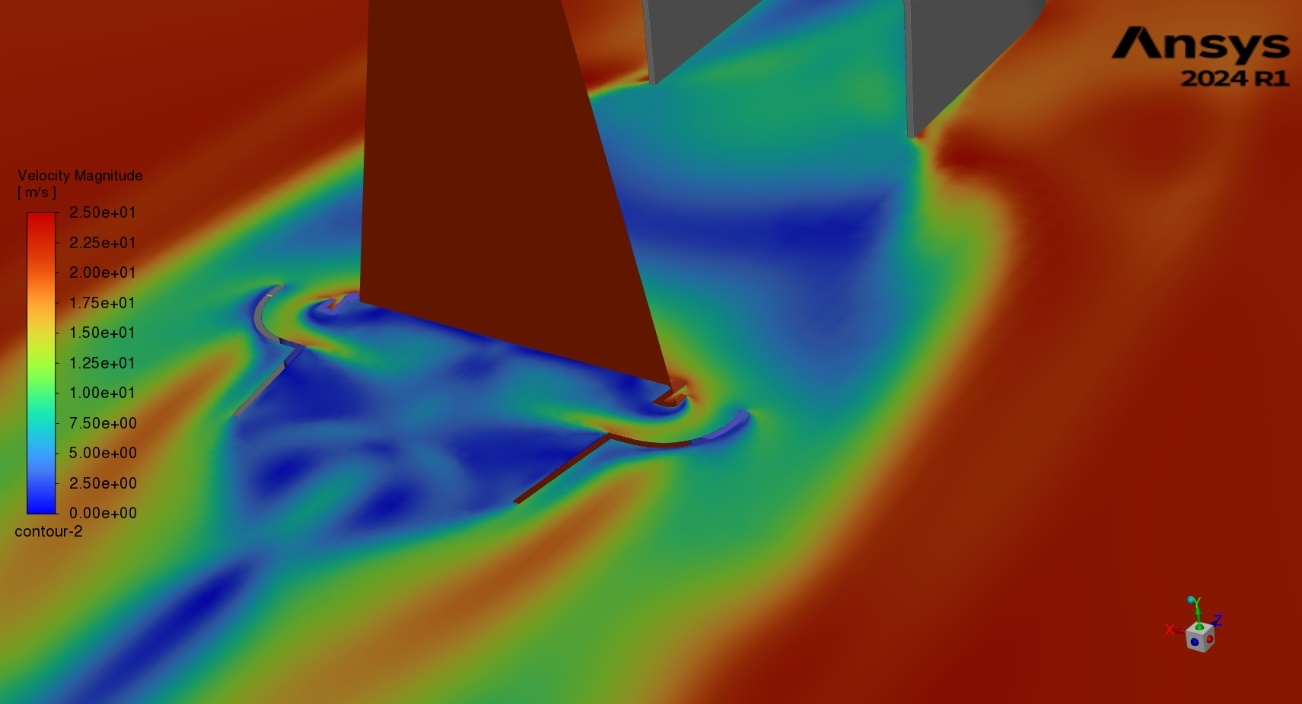 Ansys
2024 R1
Velocity Magnitude
[ m/s ]
2.50e+01
2.25e+01
2.00e+01
1.75e+01
1.50e+01
1.25e+01
1.00e+01
7.50e+00
5.00e+00
2.50e+00
0.00e+00
contour-2
Y
X
Z